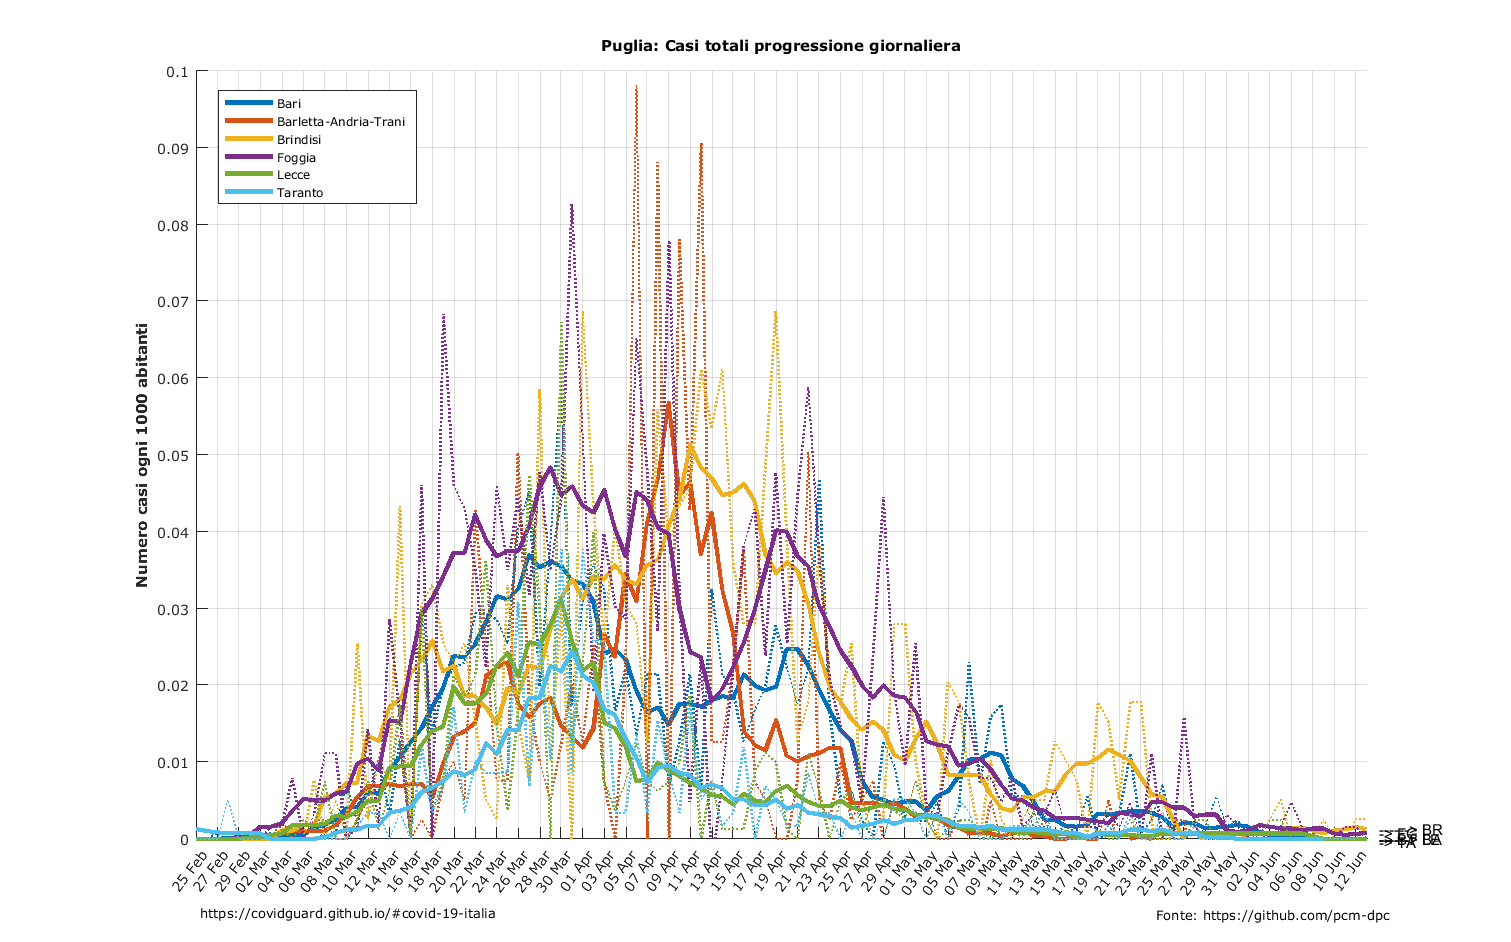 Puglia: Casi totali progressione giornaliera
Numero casi ogni 1000 abitanti
0.1
0.09
0.08
0.07
0.06
0.05
0.04
0.03
0.02
0.01
0
Bari
Barletta-Andria-Trani
Brindisi
Foggia
Lecce
Taranto
25 Feb
27 Feb
29 Feb
02 Mar
04 Mar
06 Mar
08 Mar
10 Mar
12 Mar
14 Mar
16 Mar
18 Mar
20 Mar
22 Mar
24 Mar
26 Mar
28 Mar
30 Mar
01 Apr
03 Apr
05 Apr
07 Apr
09 Apr
11 Apr
13 Apr
15 Apr
17 Apr
19 Apr
21 Apr
23 Apr
25 Apr
27 Apr
29 Apr
01 May
03 May
05 May
07 May
09 May
11 May
13 May
15 May
17 May
19 May
21 May
23 May
25 May
27 May
29 May
31 May
02 Jun
04 Jun
06 Jun
08 Jun
10 Jun
12 Jun
BR
https://covidguard.github.io/#covid-19-italia
Fonte: https://github.com/pcm-dpc